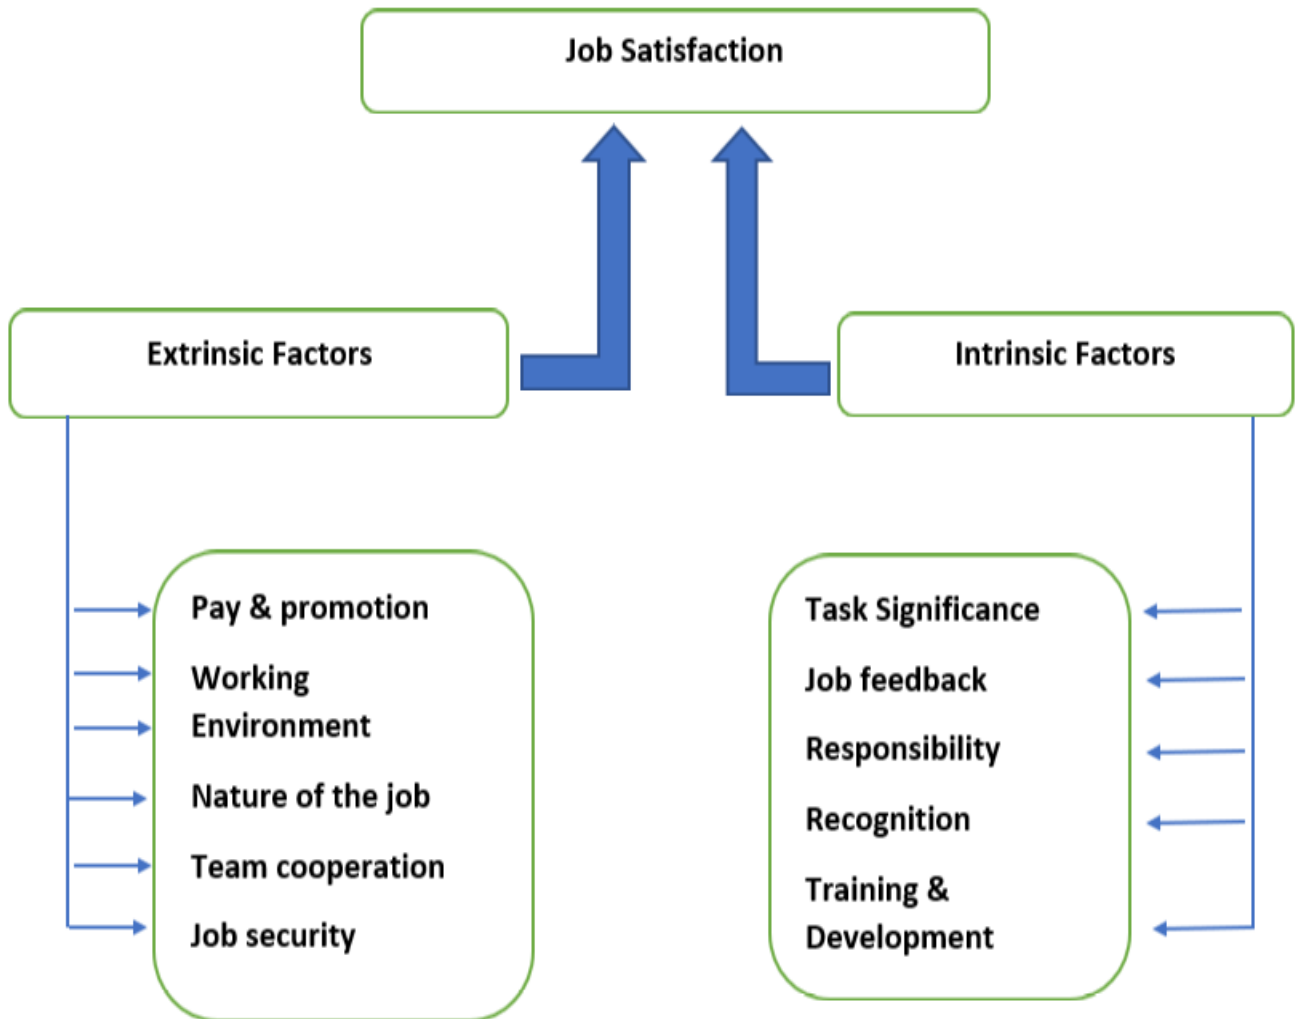 Job Satisfaction
Extrinsic Factors
Intrinsic Factors
Pay & promotion
Working
Environment
Nature of the job
Team cooperation
Job security
Task Significance
Job feedback
Responsibility
Recognition
Training &
Development